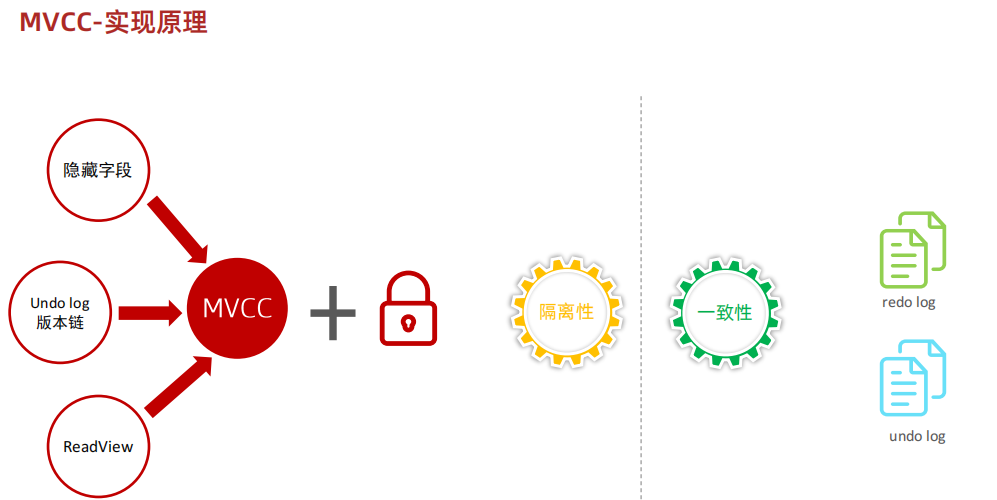 MVCC-实现原理
隐藏字段
Undo log
版本链
ReadView
MVCC
隔离性
一致性
redo log
undo log